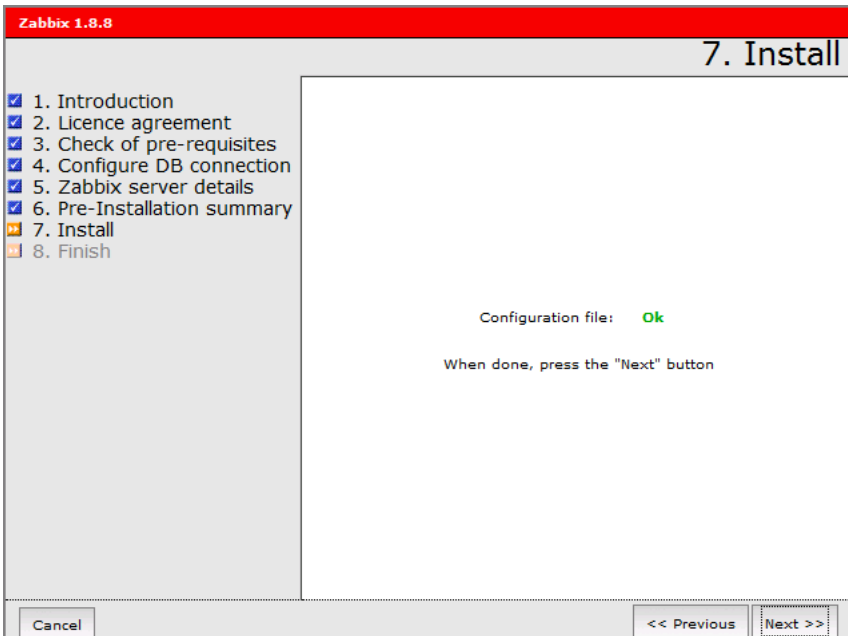 Zabbix 1.8.8
7. Install
1. Introduction
2. Licence agreement
3. Check of pre-requisites
4. Configure DB connection
5. Zabbix server details
6. Pre-Installation summary
7. Install
8. Finish
Configuration file: Ok
When done, press the "Next" button
Cancel
<< Previous
Next >>